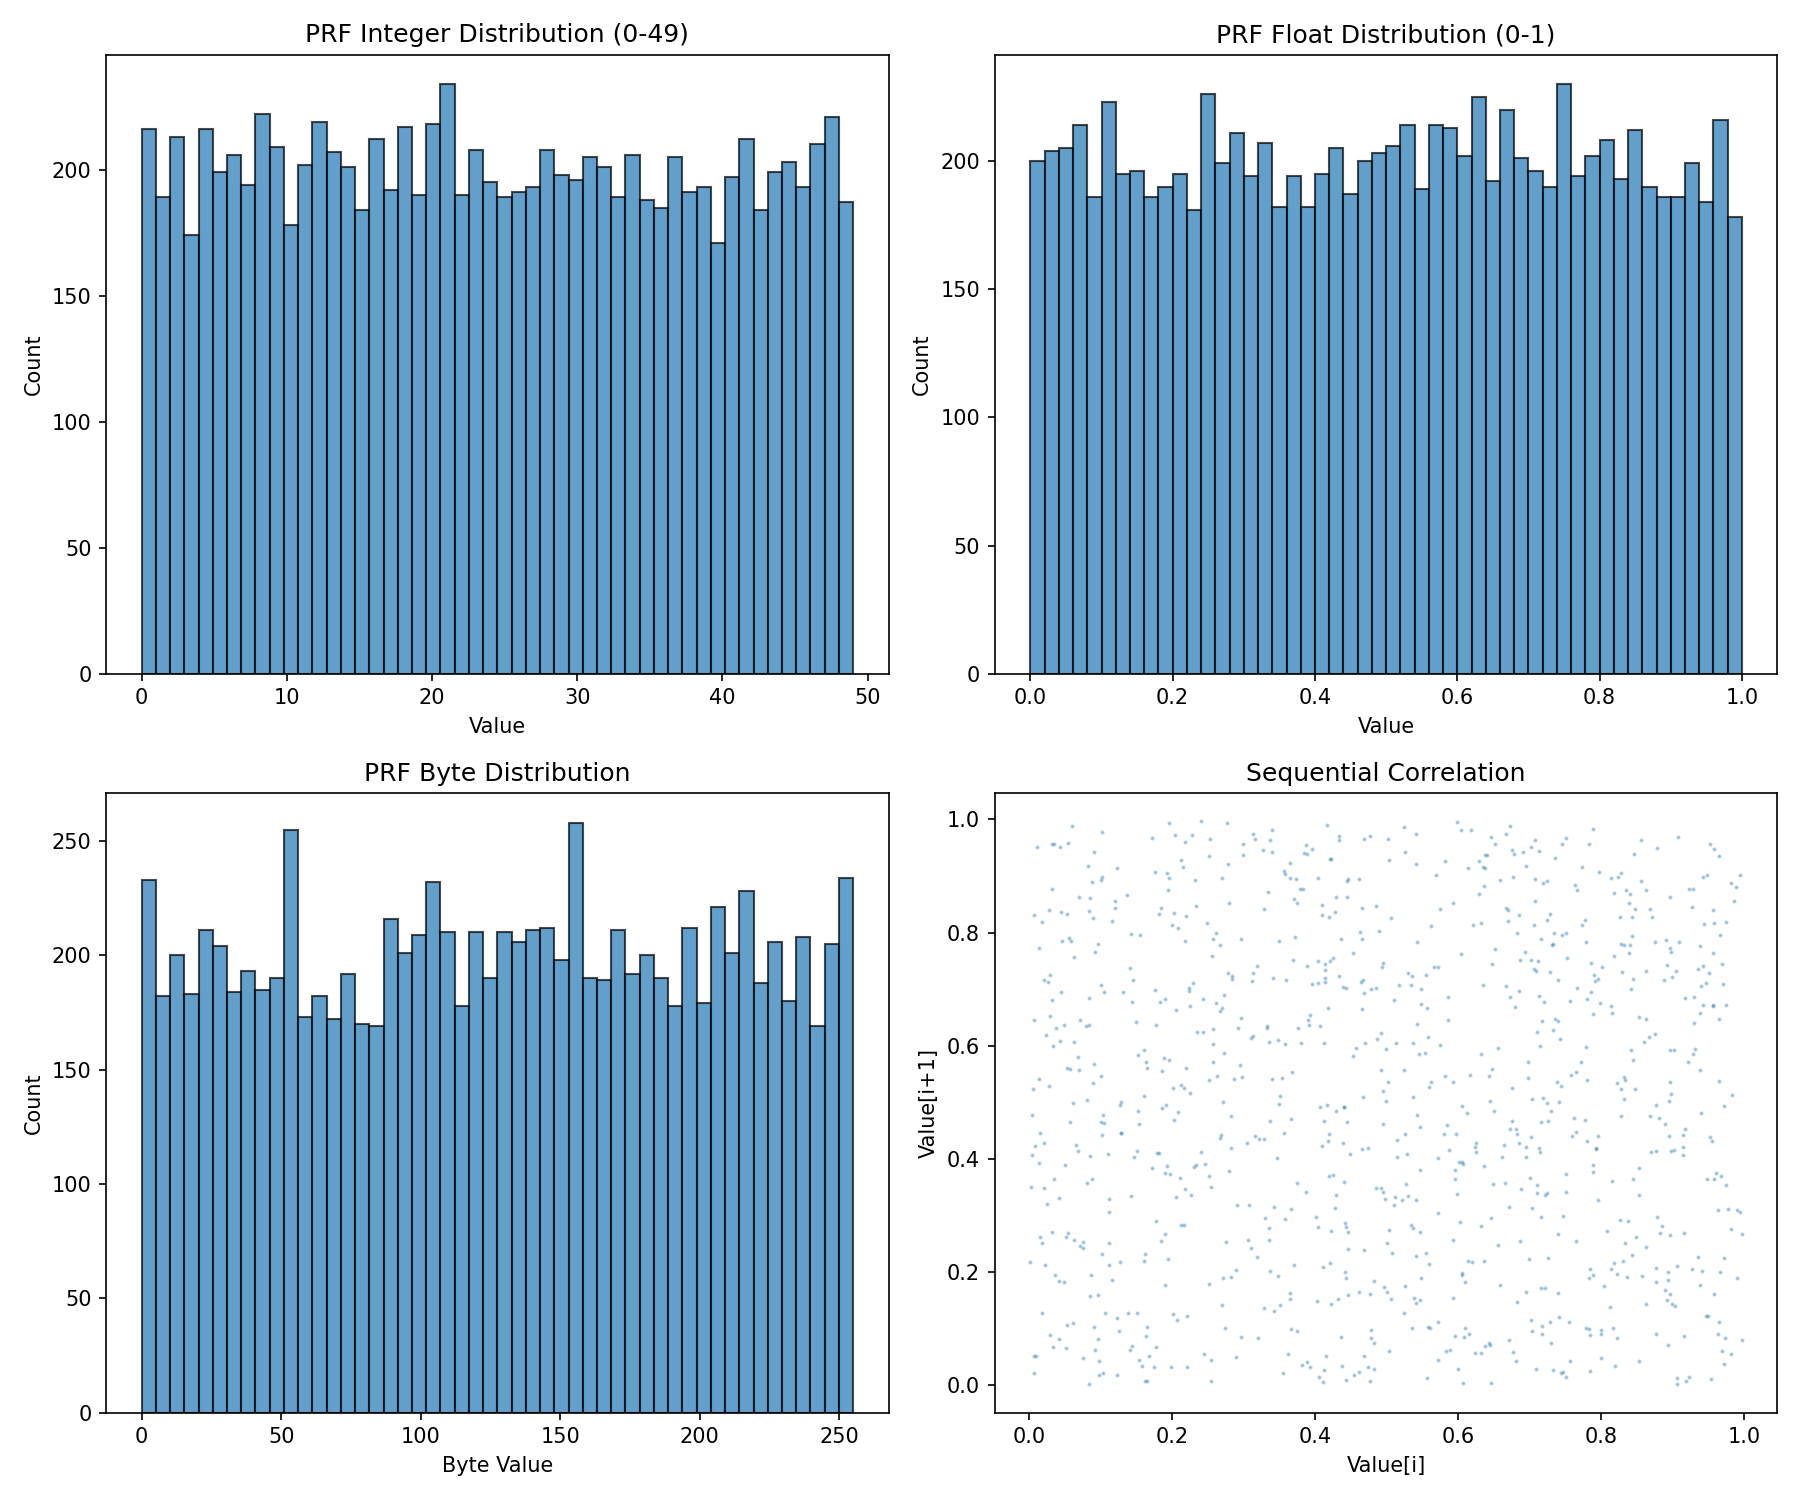 PRF Integer Distribution (0-49)
Count
200
150
100
50
0
0 10 20 30 40 50
Value
PRF Float Distribution (0-1)
Count
200
150
100
50
0
0.0 0.2 0.4 0.6 0.8 1.0
Value
PRF Byte Distribution
Count
250
200
150
100
50
0
0 50 100 150 200 250
Byte Value
Sequential Correlation
Value[i+1]
1.0
0.8
0.6
0.4
0.2
0.0
0.0 0.2 0.4 0.6 0.8 1.0
Value[i]